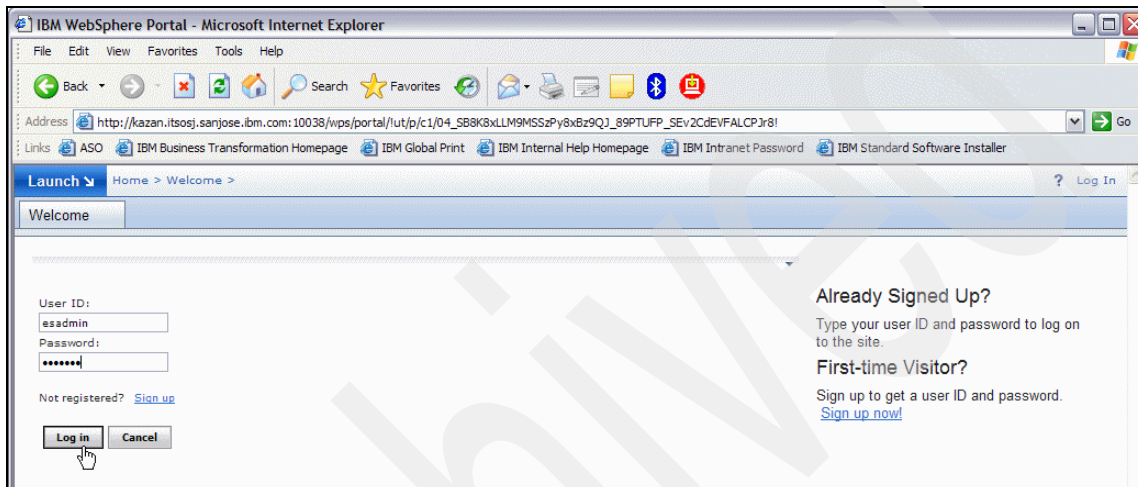 IBM WebSphere Portal - Microsoft Internet Explorer
File Edit View Favorites Tools Help
Back Search Favorites
Address http://kazan.itsosj.sanjose.ibm.com:10038/wps/portal/!ut/p/c1/04_SB8K8xLLM9MSSzPy8xBz9QJ_89PTUFP_SEv2CdEVFALCPJr8! Go
Links ASO IBM Business Transformation Homepage IBM Global Print IBM Internal Help Homepage IBM Intranet Password IBM Standard Software Installer
Launch Home > Welcome > ? Log In
Welcome
User ID:
esadmin
Password:
•••••••
Not registered? Sign up
Log in Cancel
Already Signed Up?
Type your user ID and password to log on
to the site.
First-time Visitor?
Sign up to get a user ID and password.
Sign up now!